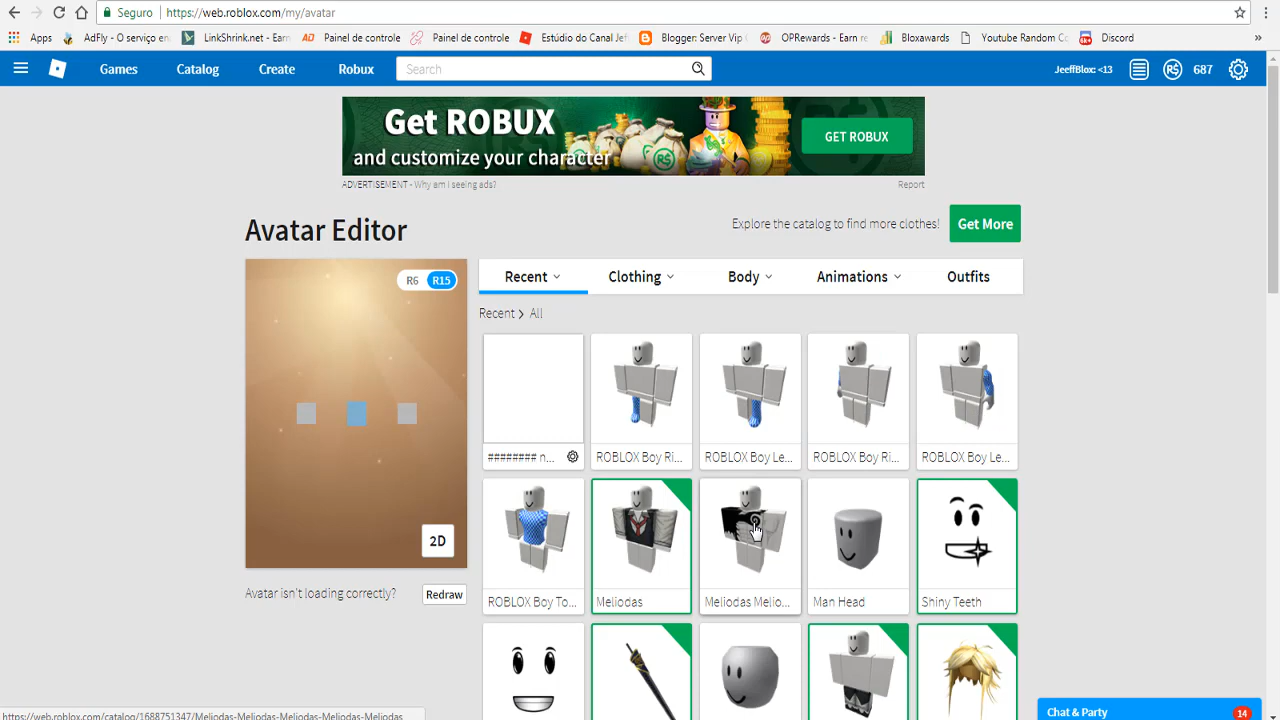 Seguro | https://web.roblox.com/my/avatar
Apps AdFly - O serviço en LinkShrink.net - Earn Painel de controle Painel de controle Estúdio do Canal Jef Blogger: Senser Vip OPRewards - Earn re Bloxawards Youtube Random Co Discord »
Games Catalog Create Robux Search JeeffBlox: <13 R$ 687
Get ROBUX
and customize your character
GET ROBUX
ADVERTISEMENT - Why am I seeing ads? Report
Avatar Editor
Explore the catalog to find more clothes! Get More
R6 R15
Recent Clothing Body Animations Outfits
Recent > All
######## n...
ROBLOX Boy Ri... ROBLOX Boy Le... ROBLOX Boy Ri... ROBLOX Boy Le...
2D
Avatar isn't loading correctly? Redraw
ROBLOX Boy To... Meliodas Meliodas Melio... Man Head Shiny Teeth
https://web.roblox.com/catalog/1688751347/Meliodas-Meliodas-Meliodas-Meliodas
Chat & Party 14